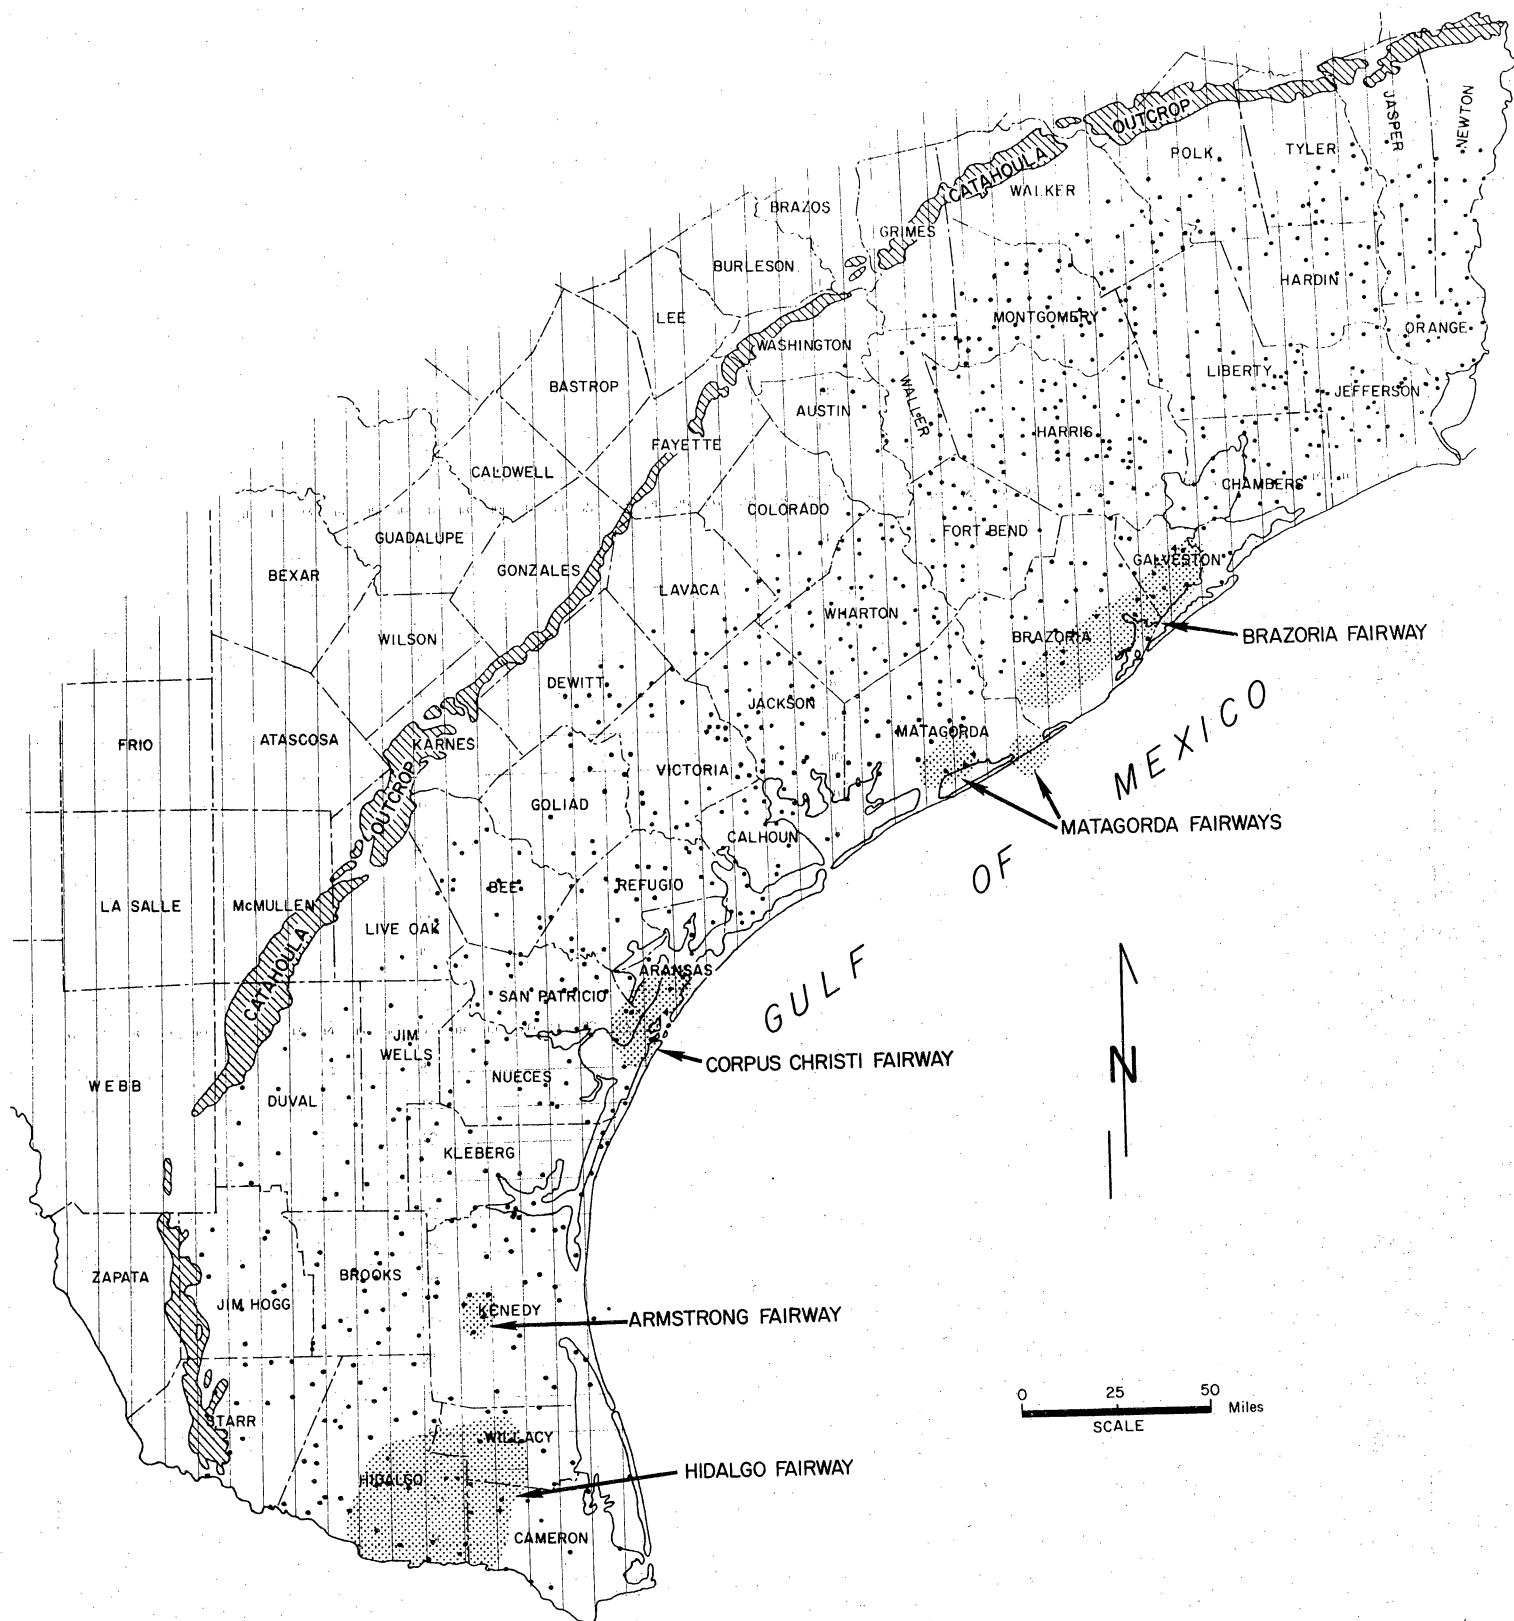 NEWTON
JASPER
OUTCROP
TYLER
POLK
CATAHOULA
WALKER
BRAZOS
GRIMES
BURLESON
HARDIN
LEE
MONTGOMERY
ORANGE
WASHINGTON
LIBERTY
BASTROP
JEFFERSON
WALLER
AUSTIN
HARRIS
FAYETTE
CALDWELL
CHAMBERS
COLORADO
FORT BEND
GUADALUPE
GALVESTON
GONZALES
BEXAR
LAVACA
WHARTON
WILSON
BRAZORIA
BRAZORIA FAIRWAY
DEWITT
JACKSON
MATAGORDA
FRIO
ATASCOSA
KARNES
VICTORIA
OUTCROP
GOLIAD
MATAGORDA FAIRWAYS
CALHOUN
GULF OF MEXICO
BEE
REFUGIO
LA SALLE
McMULLEN
LIVE OAK
CATAHOULA
ARANSAS
SAN PATRICIO
JIM
WELLS
CORPUS CHRISTI FAIRWAY
N
NUECES
WEBB
DUVAL
KLEBERG
ZAPATA
BROOKS
JIM HOGG
KENEDY
ARMSTRONG FAIRWAY
0 25 50 Miles
SCALE
STARR
WILLACY
HIDALGO
HIDALGO FAIRWAY
CAMERON